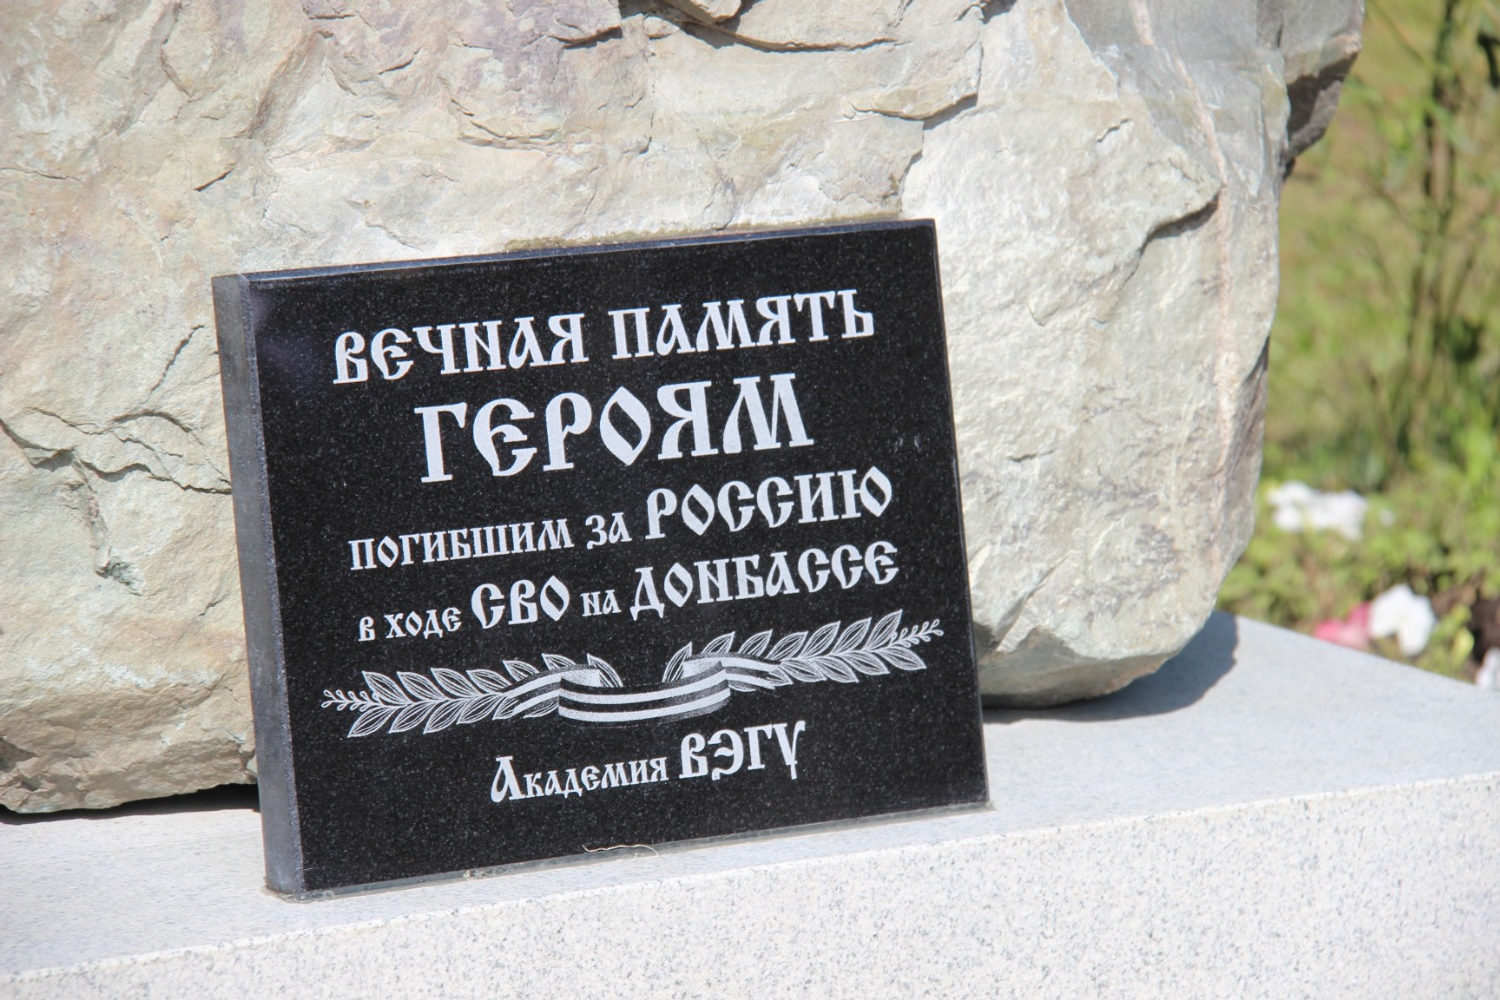 ВЕЧНАЯ ПАМЯТЬ
ГЕРОЯМ
ПОГИБШИМ ЗА РОССИЮ
В ХОДЕ СВО НА ДОНБАССЕ
АКАДЕМИЯ ВЭГУ